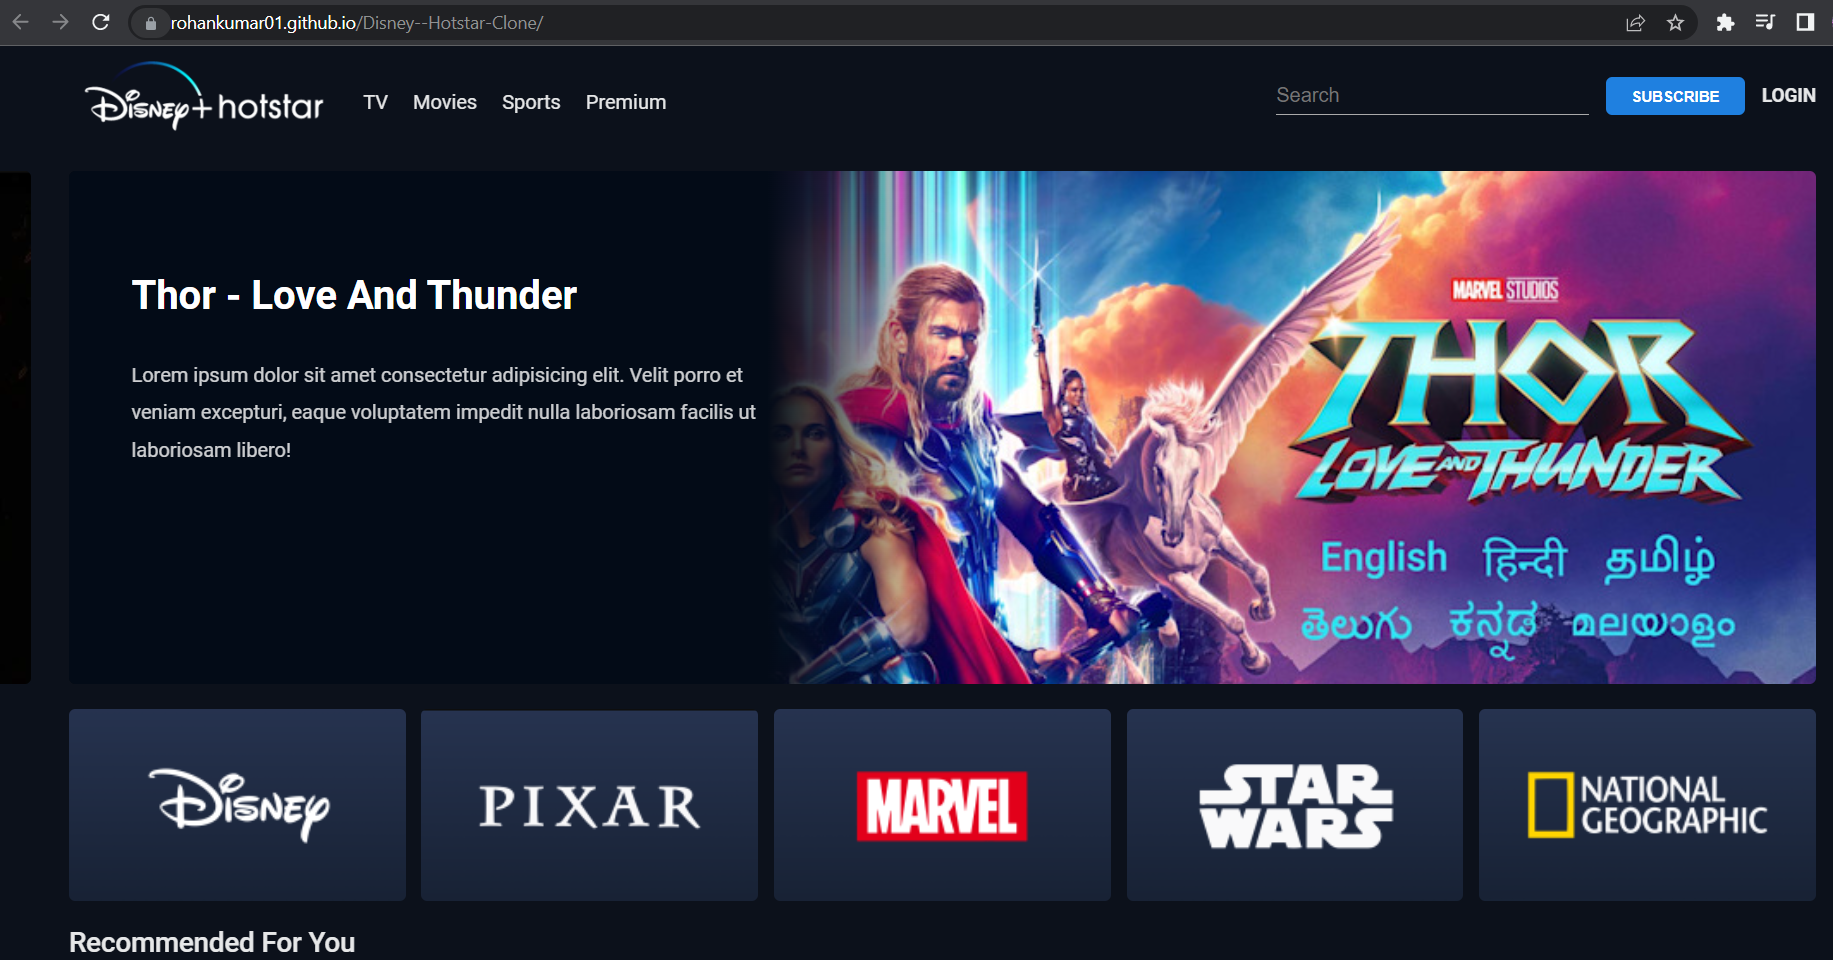 rohankumar01.github.io/Disney--Hotstar-Clone/
Disney+ hotstar
TV Movies Sports Premium
Search
SUBSCRIBE
LOGIN
Thor - Love And Thunder
Lorem ipsum dolor sit amet consectetur adipisicing elit. Velit porro et
veniam excepturi, eaque voluptatem impedit nulla laboriosam facilis ut
laboriosam libero!
MARVEL STUDIOS
THOR
LOVE AND THUNDER
English हिन्दी தமிழ்
తెలుగు ಕನ್ನಡ മലയാളം
Disney
PIXAR
MARVEL
STAR
WARS
NATIONAL
GEOGRAPHIC
Recommended For You